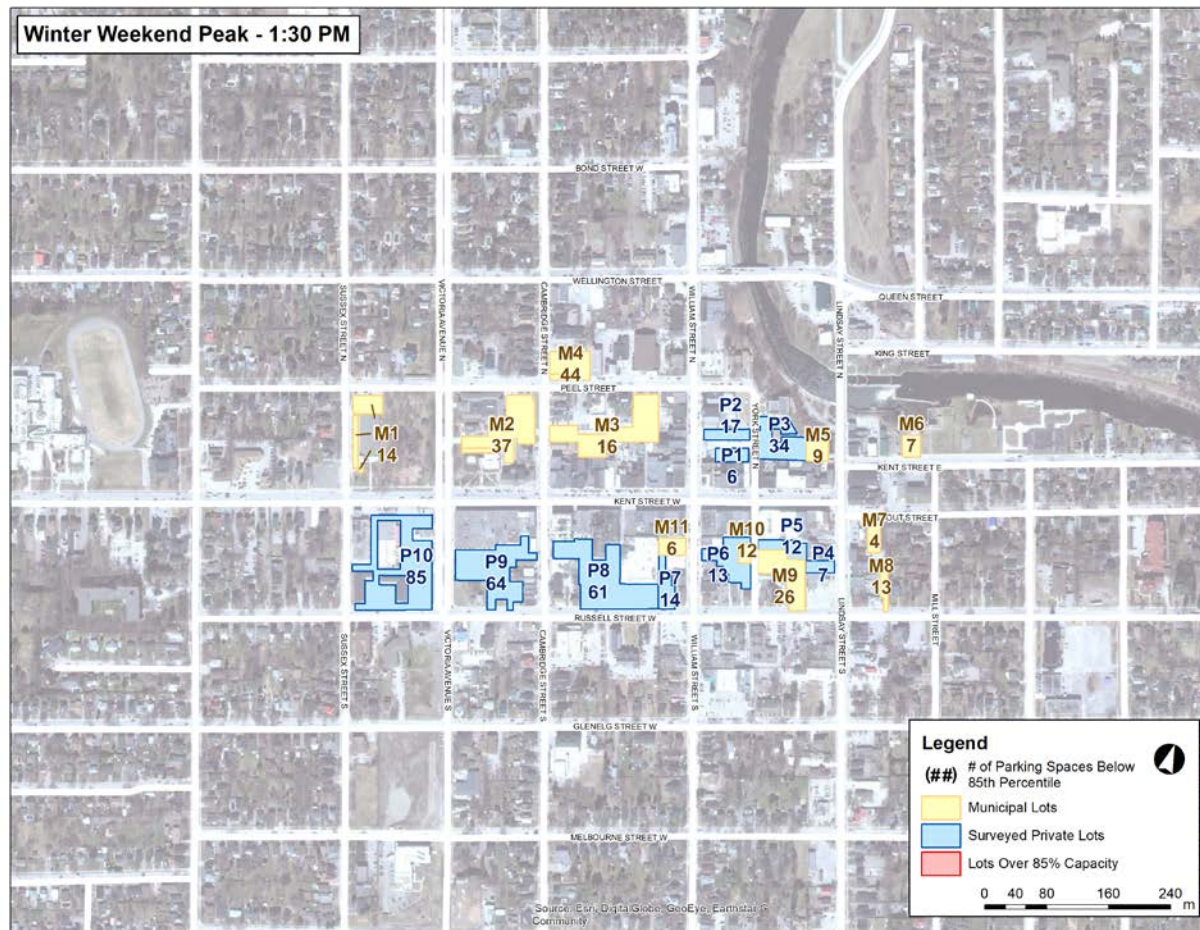 Winter Weekend Peak - 1:30 PM
BOND STREET W
WELLINGTON STREET
QUEEN STREET
SUSSEX STREET N
VICTORIA AVENUE N
CAMBRIDGE STREET N
WILLIAM STREET N
LINDSAY STREET N
KING STREET
M4
44
PEEL STREET
M1
14
M2
37
M3
16
P2
17
P1
6
YORK STREET N
P3
34
M5
9
M6
7
KENT STREET E
KENT STREET W
P10
85
P9
64
P8
61
M11
6
P7
14
P6
13
M10
12
P5
12
M9
26
P4
7
M7
4
OUT STREET
M8
13
RUSSELL STREET W
SUSSEX STREET S
VICTORIA AVENUE S
CAMBRIDGE STREET S
WILLIAM STREET S
LINDSAY STREET S
MILL STREET
GLENELG STREET W
MELBOURNE STREET W
Legend
(##) # of Parking Spaces Below
85th Percentile
Municipal Lots
Surveyed Private Lots
Lots Over 85% Capacity
0 40 80 160 240
m
Source: Esri, DigitalGlobe, GeoEye, Earthstar G
Community